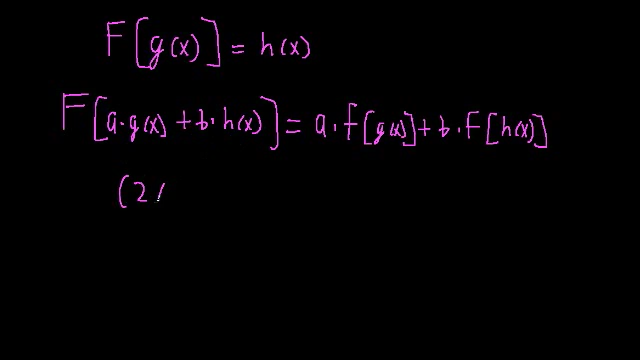 F[g(x)] = h(x)
F[a·g(x) + b·h(x)] = a·F[g(x)] + b·F[h(x)]
(2